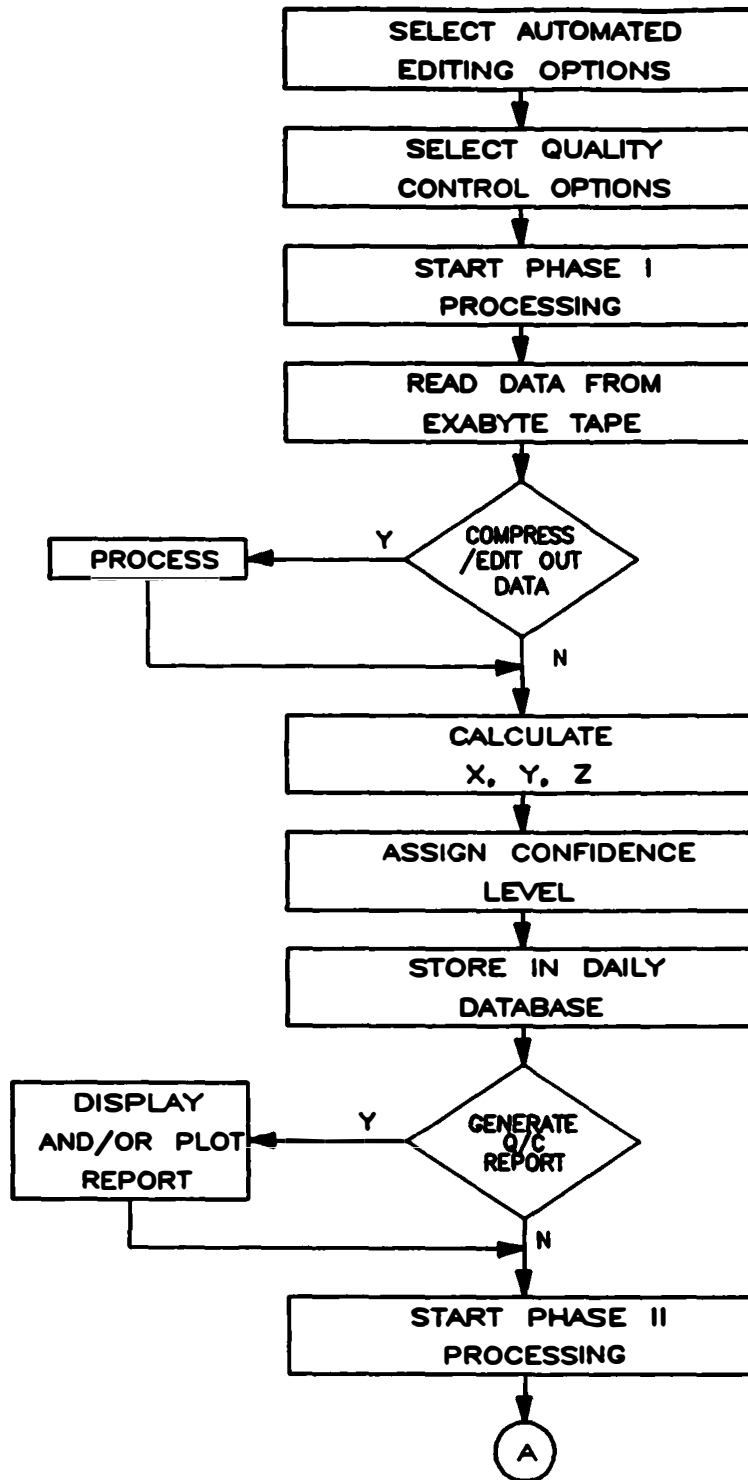 SELECT AUTOMATED
EDITING OPTIONS
SELECT QUALITY
CONTROL OPTIONS
START PHASE I
PROCESSING
READ DATA FROM
EXABYTE TAPE
COMPRESS
/EDIT OUT
DATA
Y
PROCESS
N
CALCULATE
X, Y, Z
ASSIGN CONFIDENCE
LEVEL
STORE IN DAILY
DATABASE
GENERATE
Q/C
REPORT
Y
DISPLAY
AND/OR PLOT
REPORT
N
START PHASE II
PROCESSING
A